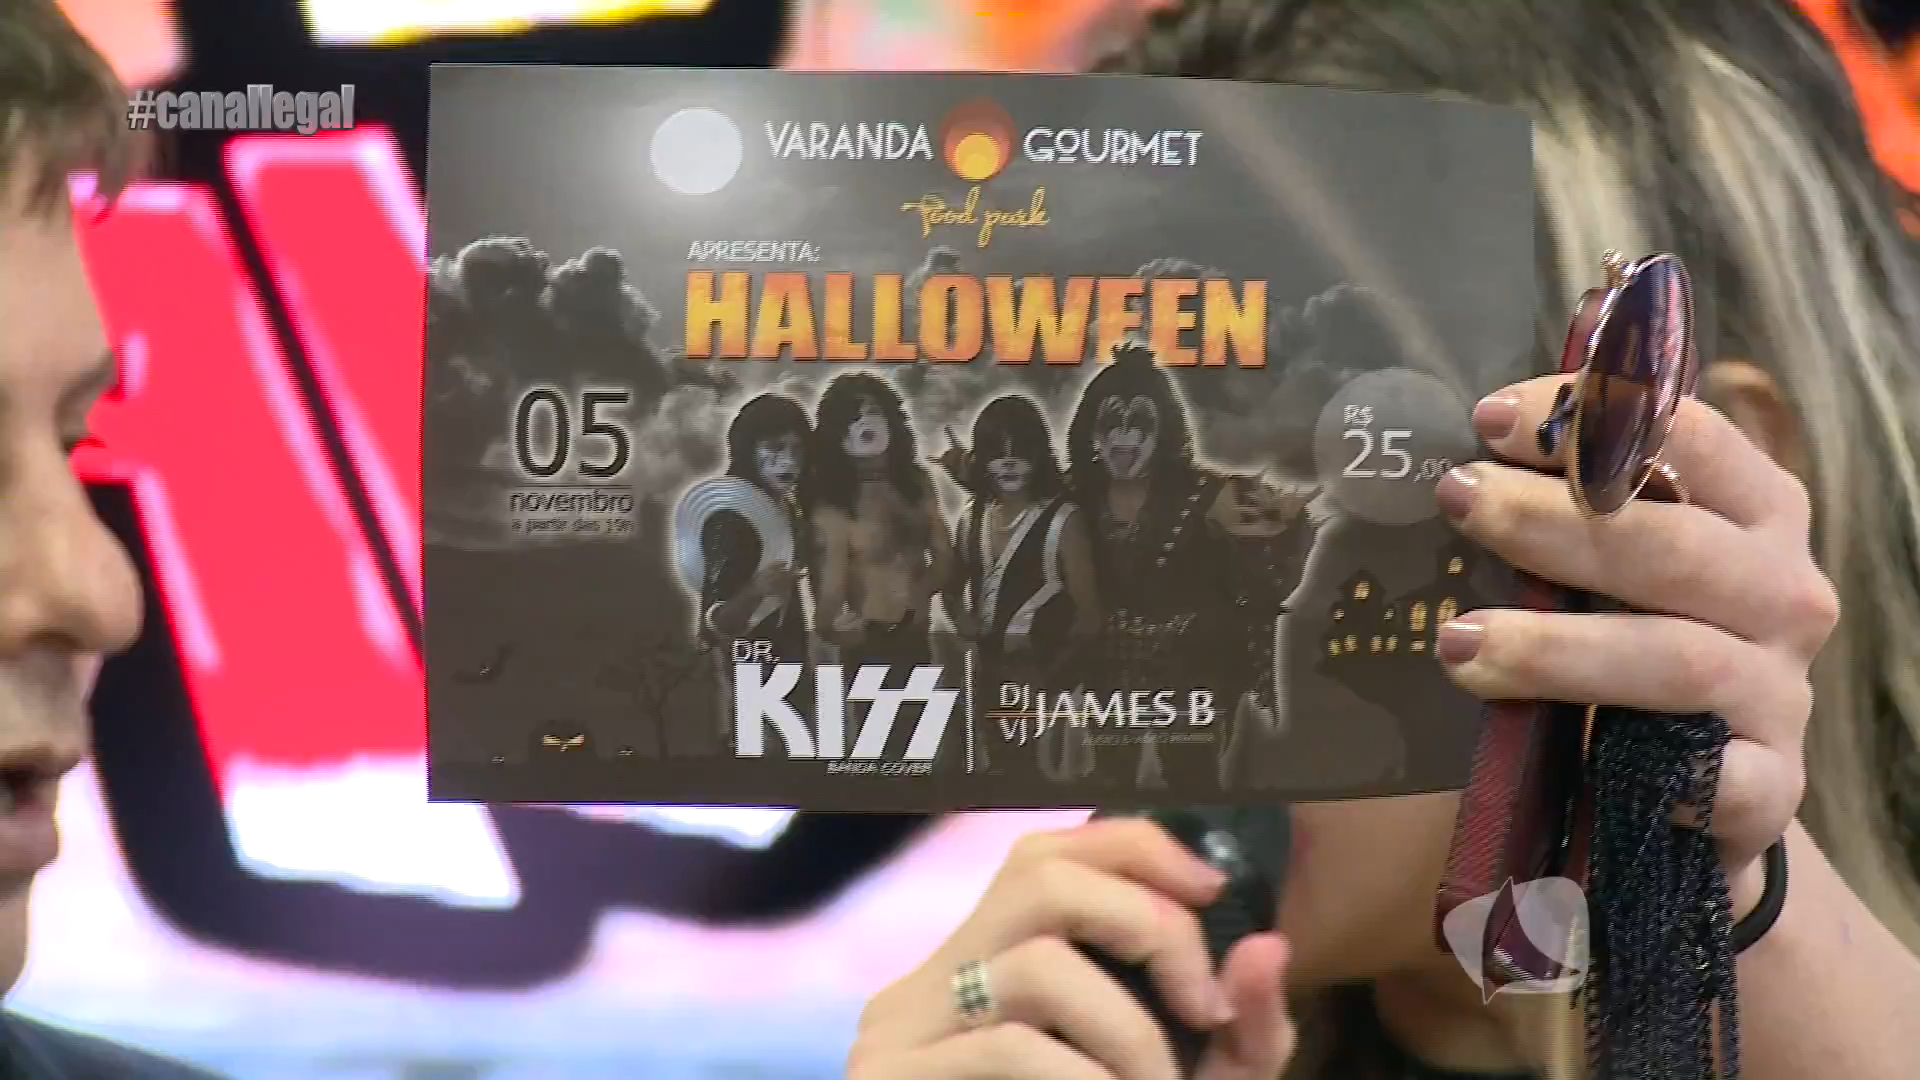 #canalilegal
VARANDA GOURMET
Food park
APRESENTA:
HALLOWEEN
05
novembro
a partir das 19h
R$
25,00
DR.
KISS
BANDA COVER
DJ
VJ
JAMES B